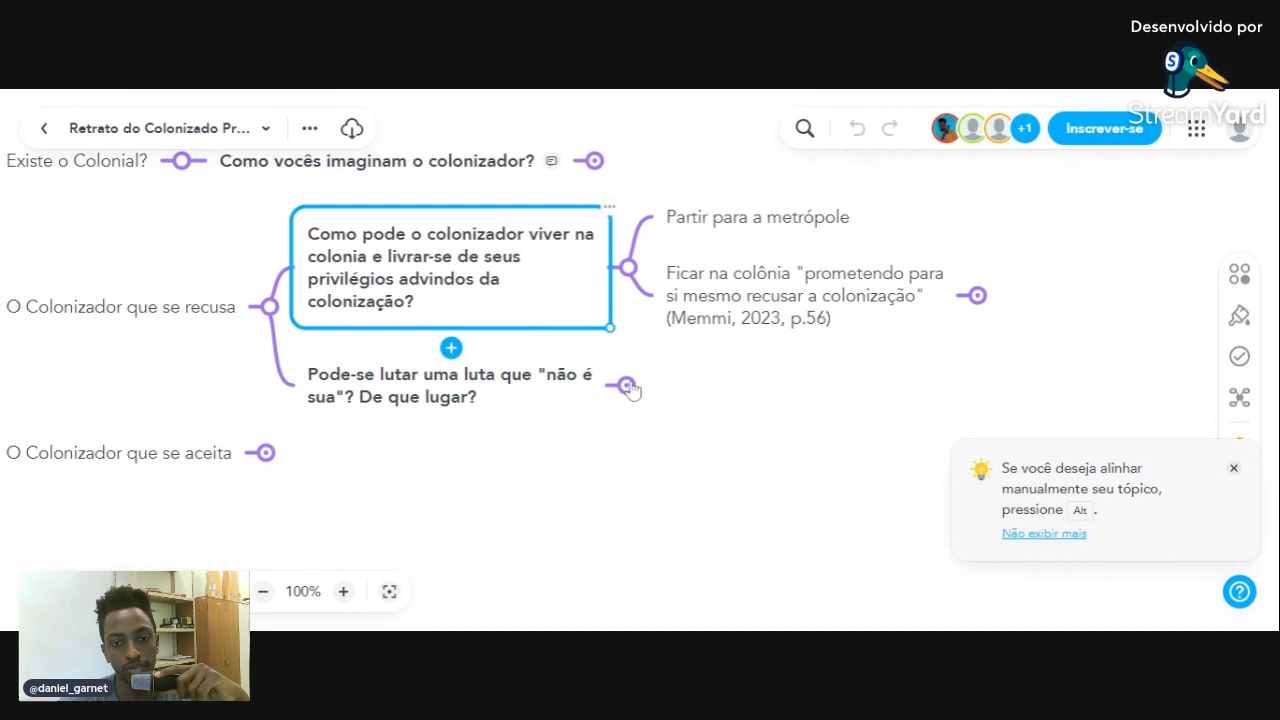 Desenvolvido por
StreamYard
Retrato do Colonizado Pr...
+1
Inscrever-se
Existe o Colonial?
Como vocês imaginam o colonizador?
Como pode o colonizador viver na
colonia e livrar-se de seus
privilégios advindos da
colonização?
Partir para a metrópole
Ficar na colônia "prometendo para
si mesmo recusar a colonização"
(Memmi, 2023, p.56)
O Colonizador que se recusa
Pode-se lutar uma luta que "não é
sua"? De que lugar?
O Colonizador que se aceita
Se você deseja alinhar
manualmente seu tópico,
pressione Alt .
Não exibir mais
100%
@daniel_garnet